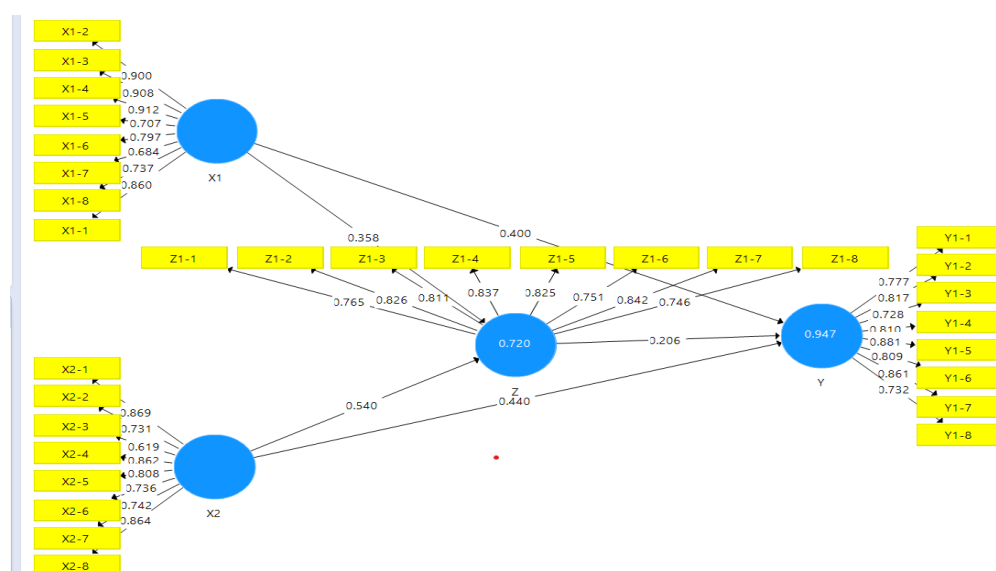 X1-2
X1-3
X1-4
X1-5
X1-6
X1-7
X1-8
X1-1
0.900
0.908
0.912
0.707
0.797
0.684
0.737
0.860
X1
0.358
0.400
Z1-1
Z1-2
Z1-3
Z1-4
Z1-5
Z1-6
Z1-7
Z1-8
0.765
0.826
0.811
0.837
0.825
0.751
0.842
0.746
0.720
Z
0.206
0.540
0.440
Y1-1
Y1-2
Y1-3
Y1-4
Y1-5
Y1-6
Y1-7
Y1-8
0.777
0.817
0.728
0.810
0.881
0.809
0.861
0.732
0.947
Y
X2-1
X2-2
X2-3
X2-4
X2-5
X2-6
X2-7
X2-8
0.869
0.731
0.619
0.862
0.808
0.736
0.742
0.864
X2